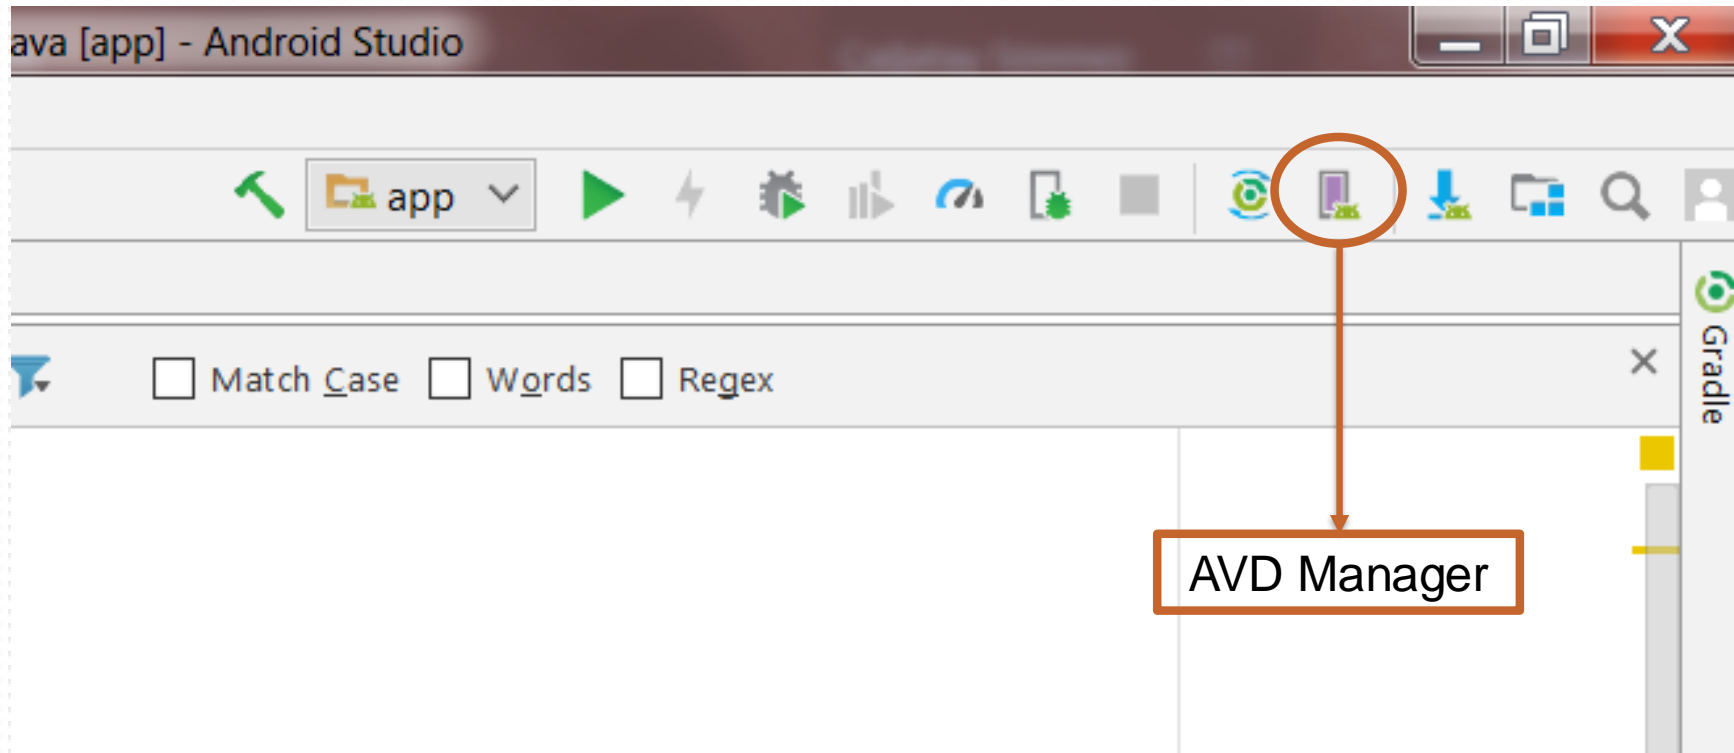 ava [app] - Android Studio
app
Match Case Words Regex
Gradle
AVD Manager